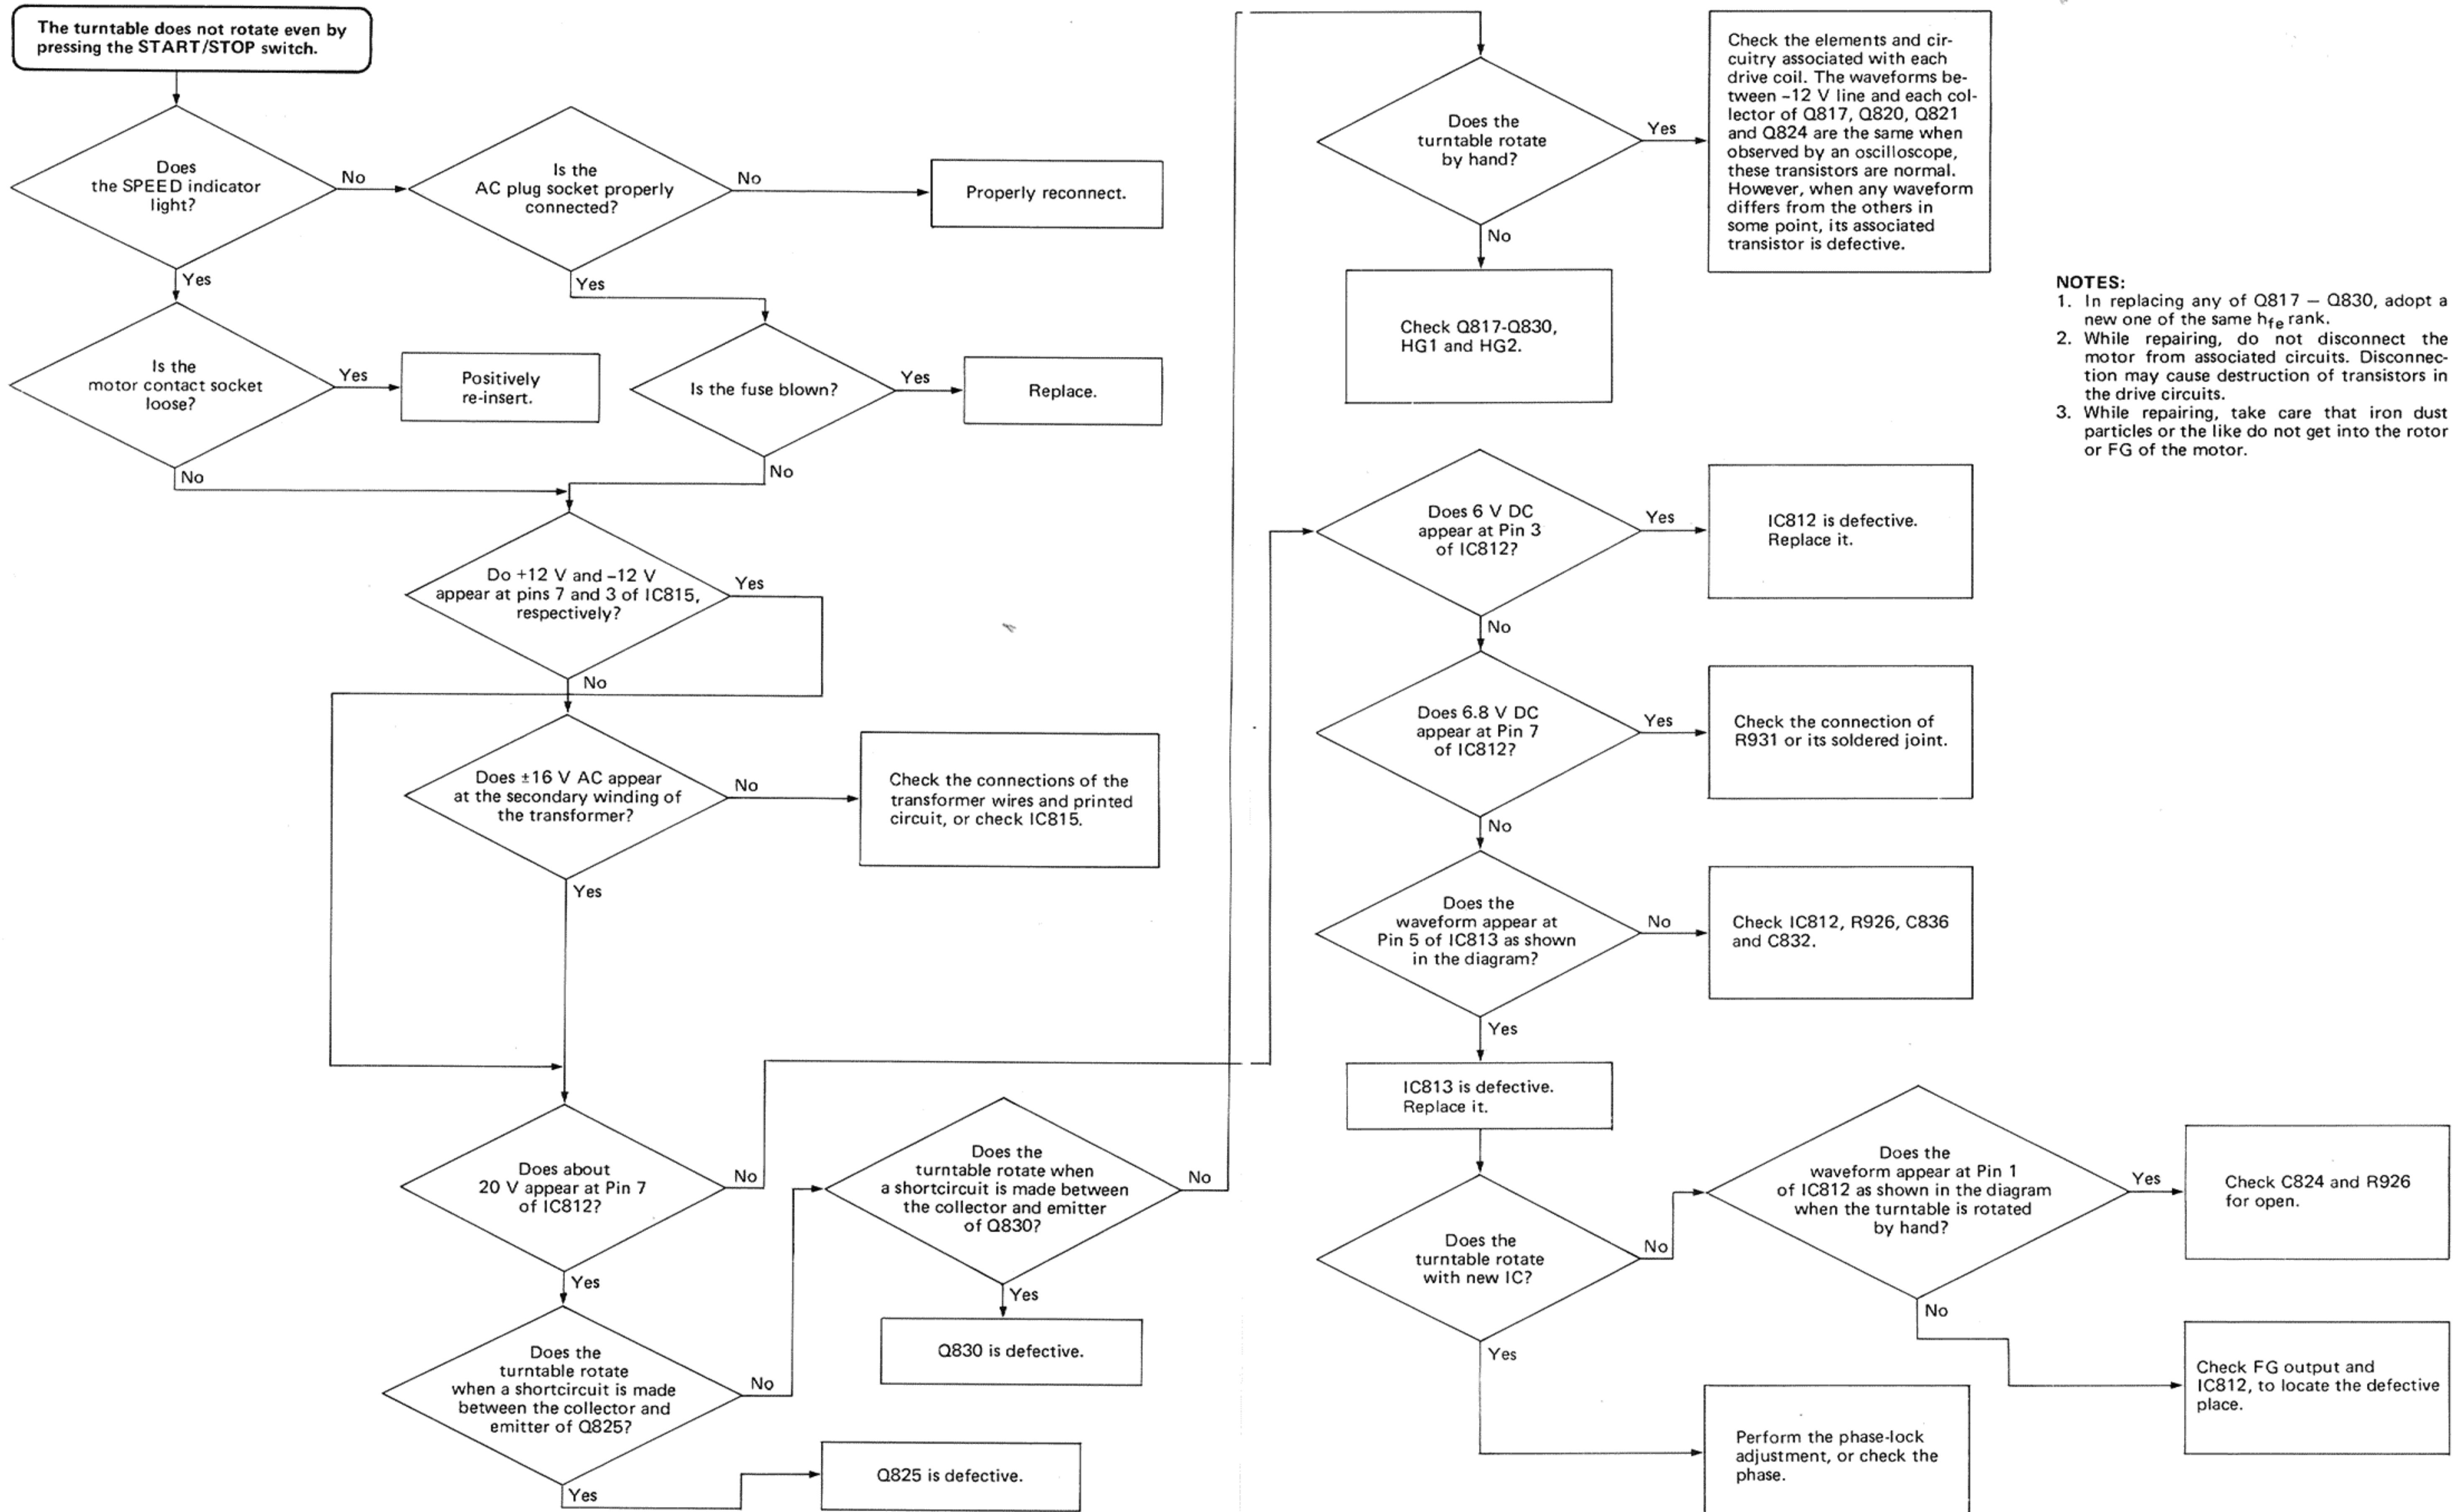 The turntable does not rotate even by
pressing the START/STOP switch.
Does
the SPEED indicator
light?
No
Yes
Is the
AC plug socket properly
connected?
No
Yes
Properly reconnect.
Is the
motor contact socket
loose?
Yes
No
Positively
re-insert.
Is the fuse blown?
Yes
No
Replace.
Do +12 V and –12 V
appear at pins 7 and 3 of IC815,
respectively?
Yes
No
Does ±16 V AC appear
at the secondary winding of
the transformer?
No
Yes
Check the connections of the
transformer wires and printed
circuit, or check IC815.
Does about
20 V appear at Pin 7
of IC812?
No
Yes
Does the
turntable rotate
when a shortcircuit is made
between the collector and
emitter of Q825?
No
Yes
Q825 is defective.
Does the
turntable rotate when
a shortcircuit is made between
the collector and emitter
of Q830?
No
Yes
Q830 is defective.
Does the
turntable rotate
by hand?
Yes
No
Check the elements and cir-
cuitry associated with each
drive coil. The waveforms be-
tween –12 V line and each col-
lector of Q817, Q820, Q821
and Q824 are the same when
observed by an oscilloscope,
these transistors are normal.
However, when any waveform
differs from the others in
some point, its associated
transistor is defective.
Check Q817-Q830,
HG1 and HG2.
Does 6 V DC
appear at Pin 3
of IC812?
Yes
No
IC812 is defective.
Replace it.
Does 6.8 V DC
appear at Pin 7
of IC812?
Yes
No
Check the connection of
R931 or its soldered joint.
Does the
waveform appear at
Pin 5 of IC813 as shown
in the diagram?
No
Yes
Check IC812, R926, C836
and C832.
IC813 is defective.
Replace it.
Does the
turntable rotate
with new IC?
No
Yes
Does the
waveform appear at Pin 1
of IC812 as shown in the diagram
when the turntable is rotated
by hand?
Yes
No
Check C824 and R926
for open.
Check FG output and
IC812, to locate the defective
place.
Perform the phase-lock
adjustment, or check the
phase.
NOTES:
1. In replacing any of Q817 – Q830, adopt a
new one of the same hfe rank.
2. While repairing, do not disconnect the
motor from associated circuits. Disconnec-
tion may cause destruction of transistors in
the drive circuits.
3. While repairing, take care that iron dust
particles or the like do not get into the rotor
or FG of the motor.